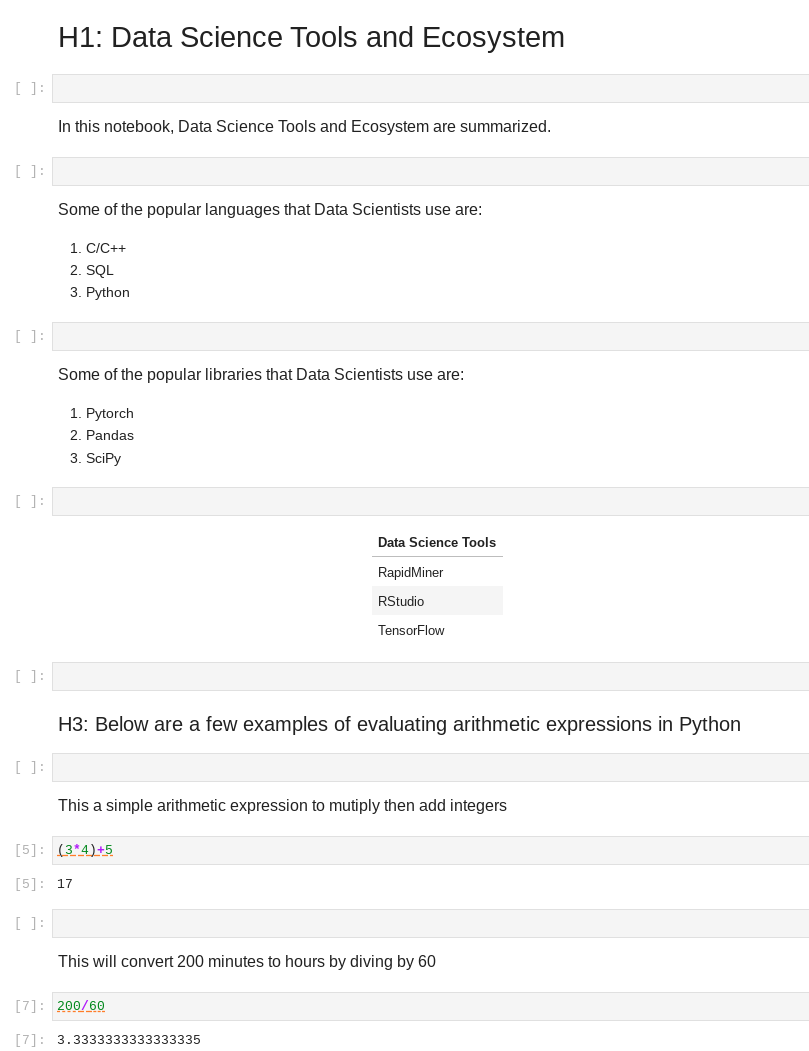 H1: Data Science Tools and Ecosystem
[ ]:
In this notebook, Data Science Tools and Ecosystem are summarized.
[ ]:
Some of the popular languages that Data Scientists use are:
1. C/C++
2. SQL
3. Python
[ ]:
Some of the popular libraries that Data Scientists use are:
1. Pytorch
2. Pandas
3. SciPy
[ ]:
Data Science Tools
RapidMiner
RStudio
TensorFlow
[ ]:
H3: Below are a few examples of evaluating arithmetic expressions in Python
[ ]:
This a simple arithmetic expression to mutiply then add integers
[5]: (3*4)+5
[5]: 17
[ ]:
This will convert 200 minutes to hours by diving by 60
[7]: 200/60
[7]: 3.3333333333333335